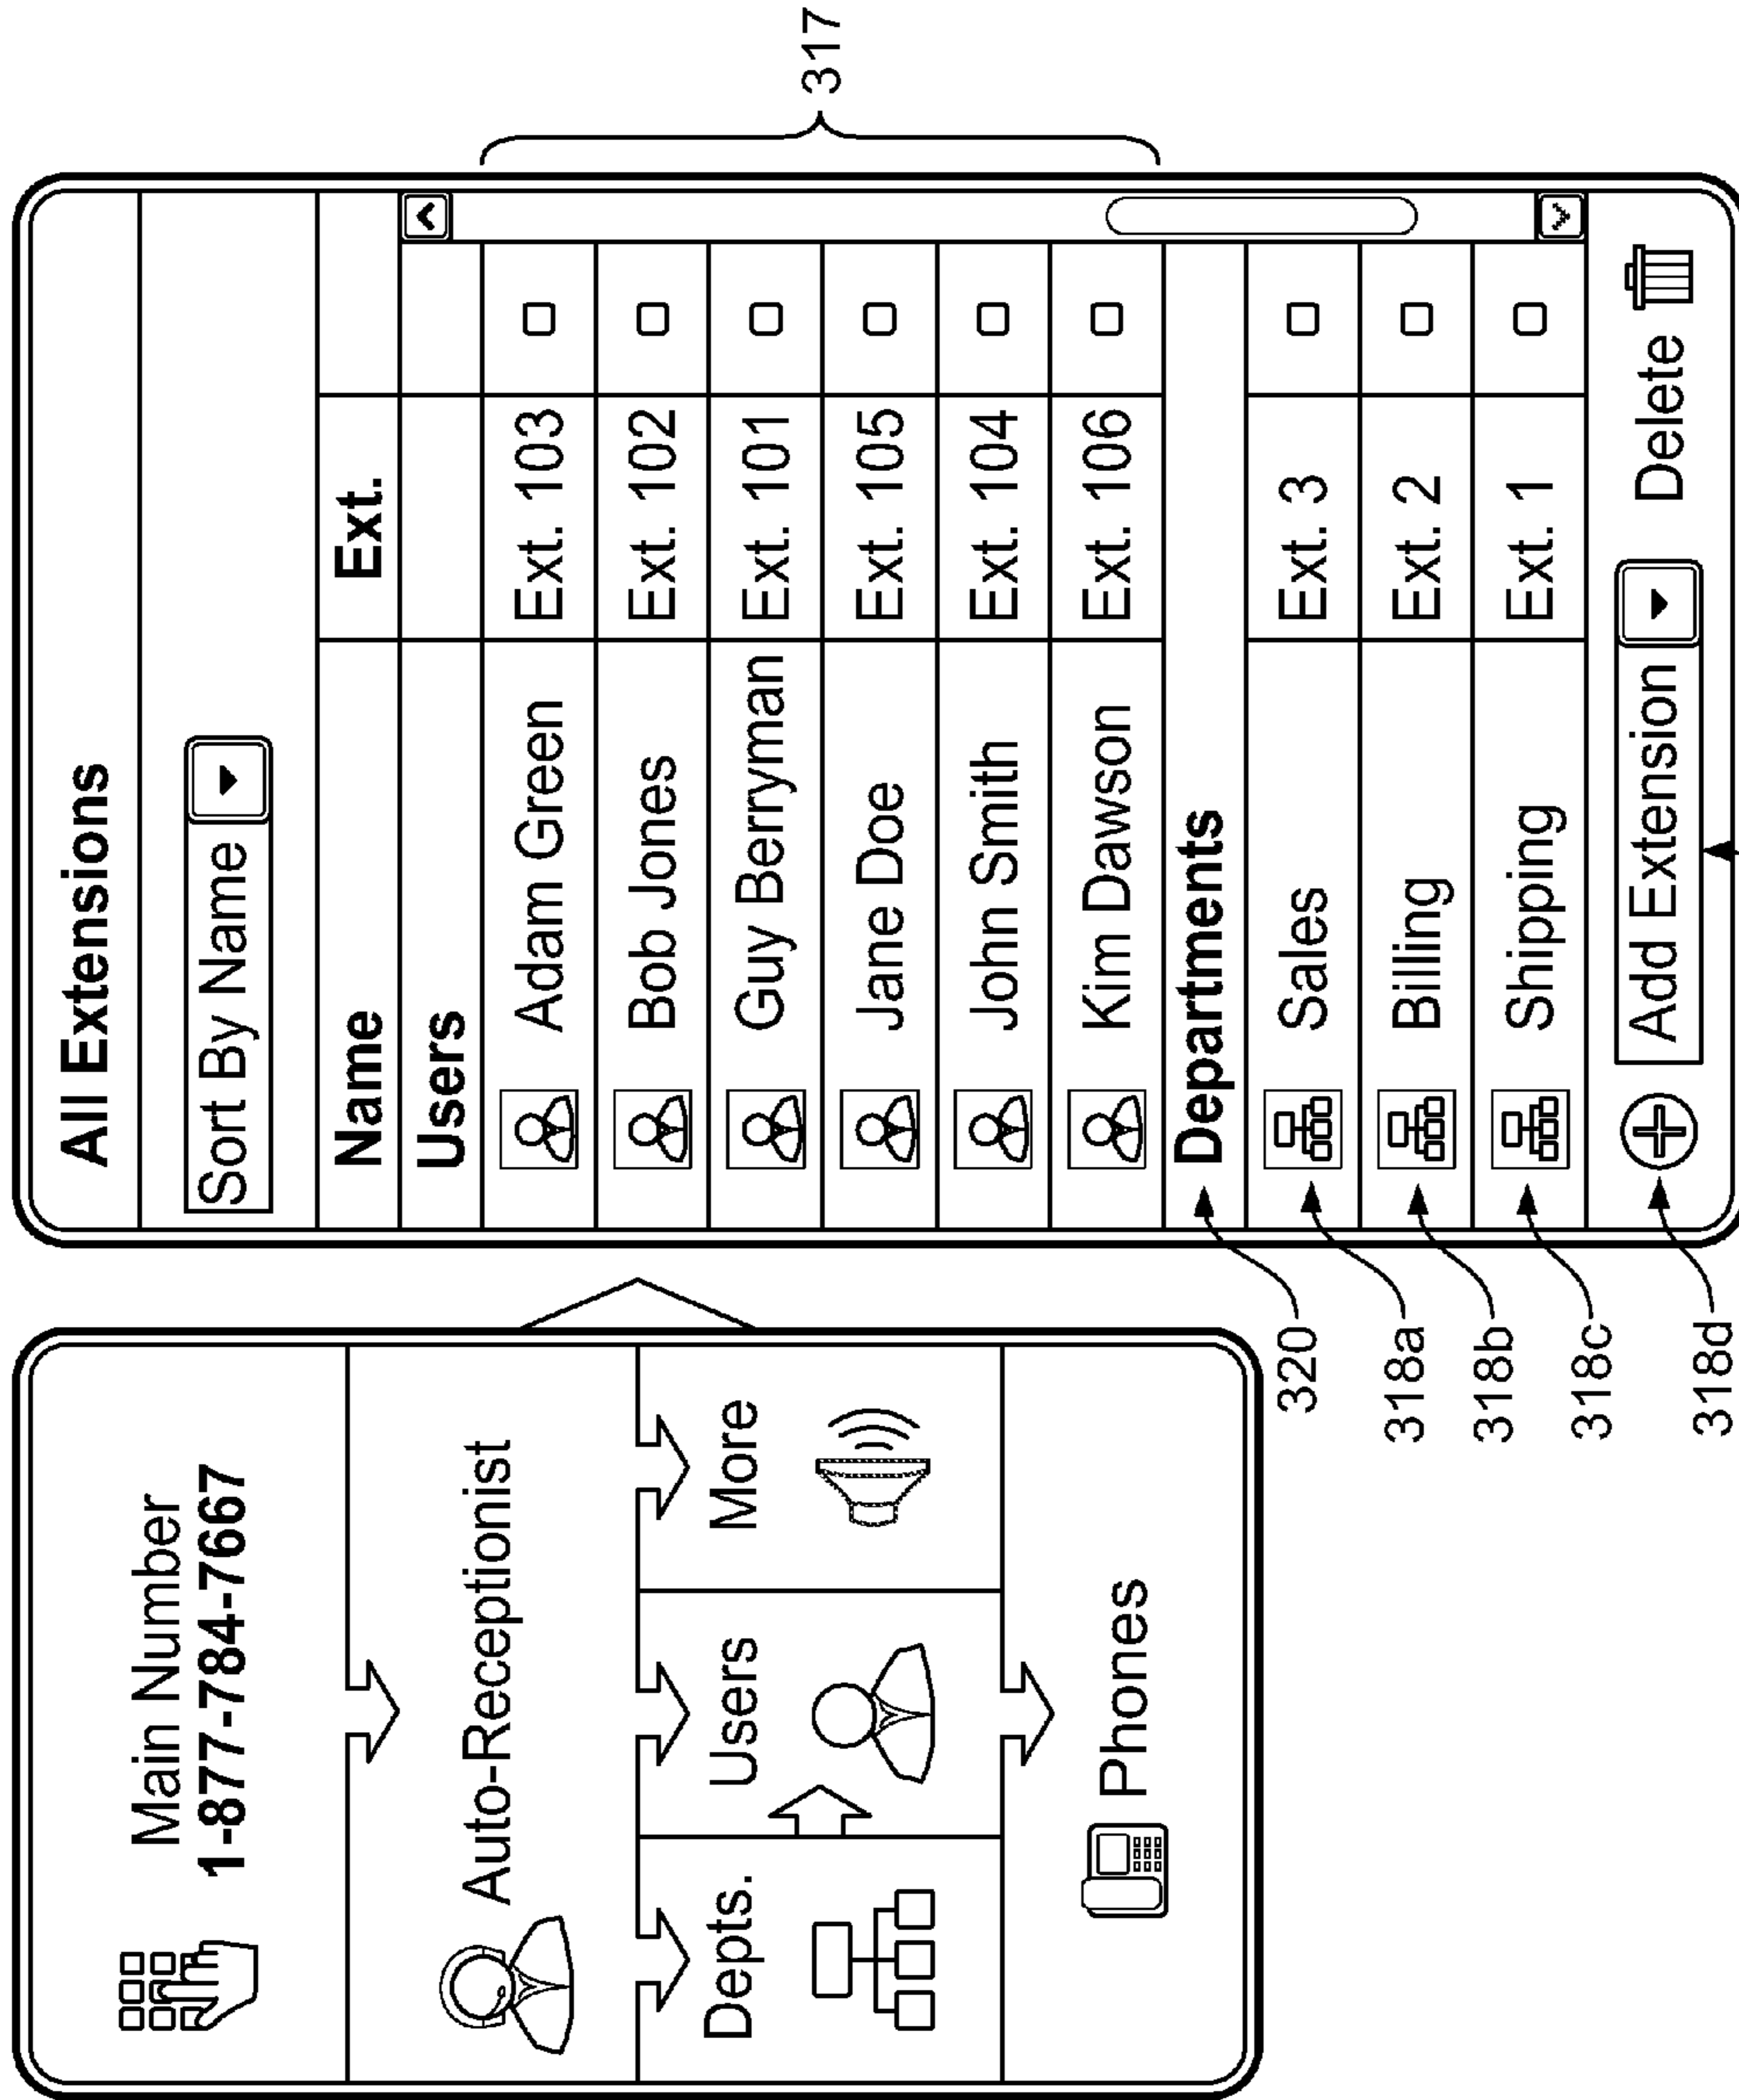 Main Number
1-877-784-7667
Auto-Receptionist
Depts.
Users
More
Phones
All Extensions
Sort By Name
Name Ext.
Users
Adam Green Ext. 103
Bob Jones Ext. 102
Guy Berryman Ext. 101
Jane Doe Ext. 105
John Smith Ext. 104
Kim Dawson Ext. 106
Departments
Sales Ext. 3
Billing Ext. 2
Shipping Ext. 1
Add Extension Delete
317
320
318a
318b
318c
318d